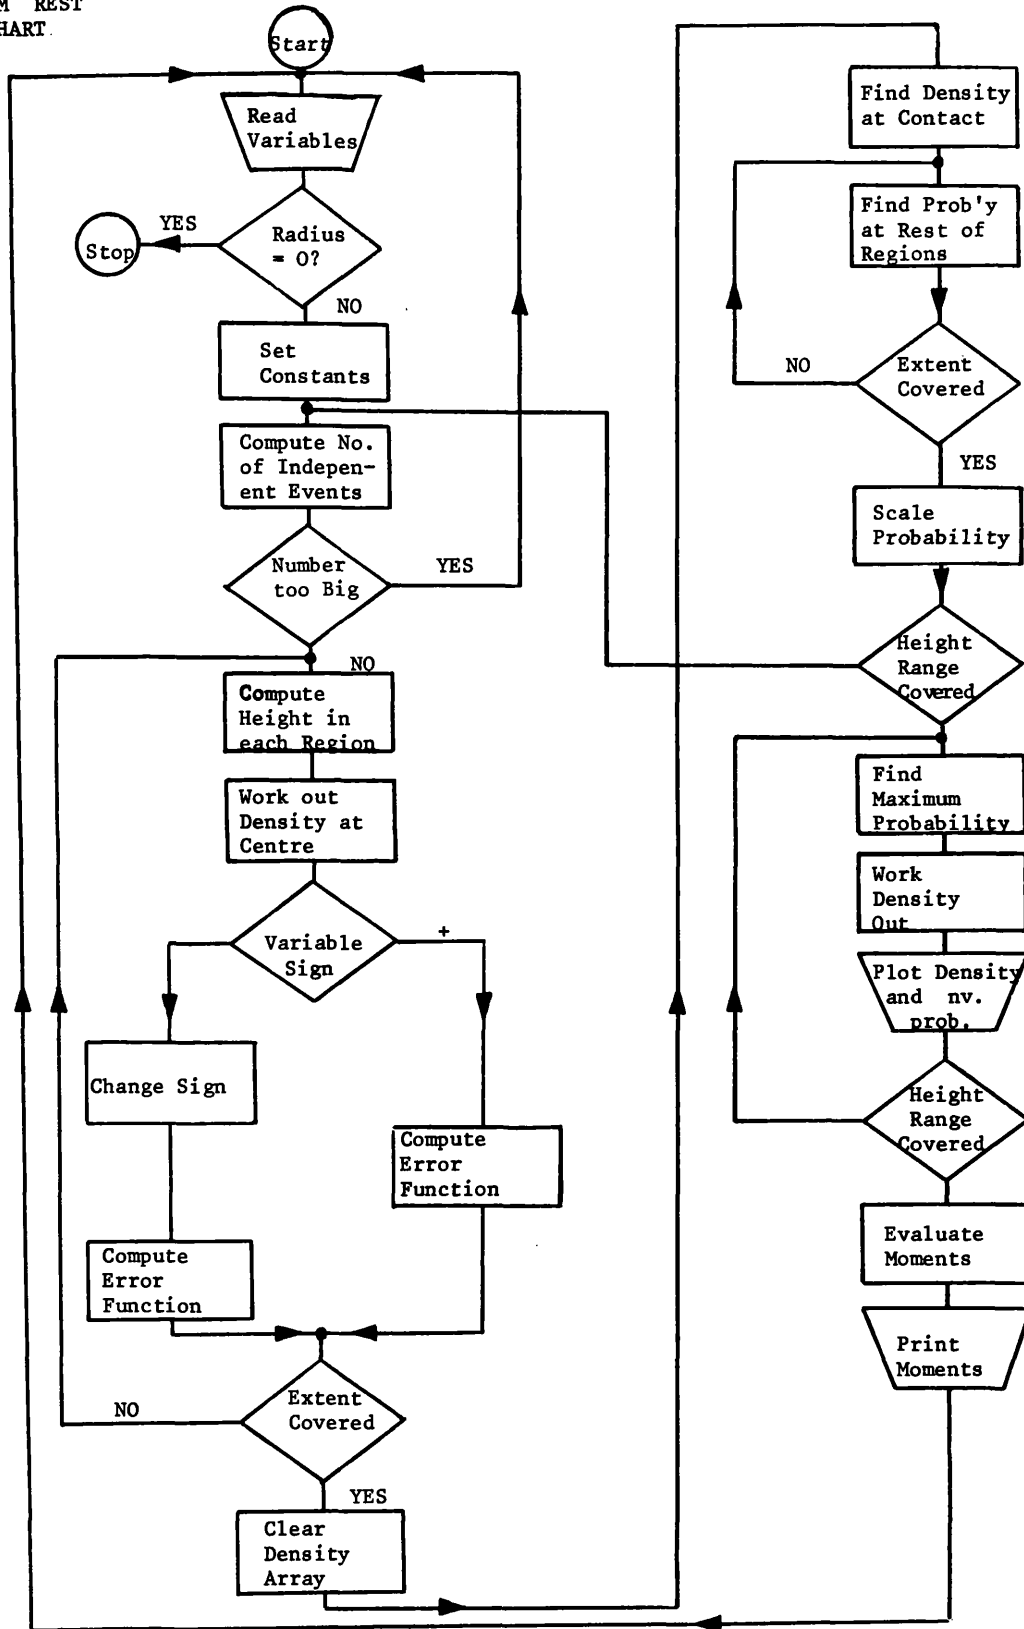 M REST
HART
Start
Read
Variables
Radius
= 0?
YES
Stop
NO
Set
Constants
Compute No.
of Indepen-
ent Events
Number
too Big
YES
NO
Compute
Height in
each Region
Work out
Density at
Centre
Variable
Sign
+
Change Sign
Compute
Error
Function
Compute
Error
Function
Extent
Covered
NO
YES
Clear
Density
Array
Find Density
at Contact
Find Prob'y
at Rest of
Regions
Extent
Covered
NO
YES
Scale
Probability
Height
Range
Covered
Find
Maximum
Probability
Work
Density
Out
Plot Density
and nv.
prob.
Height
Range
Covered
Evaluate
Moments
Print
Moments